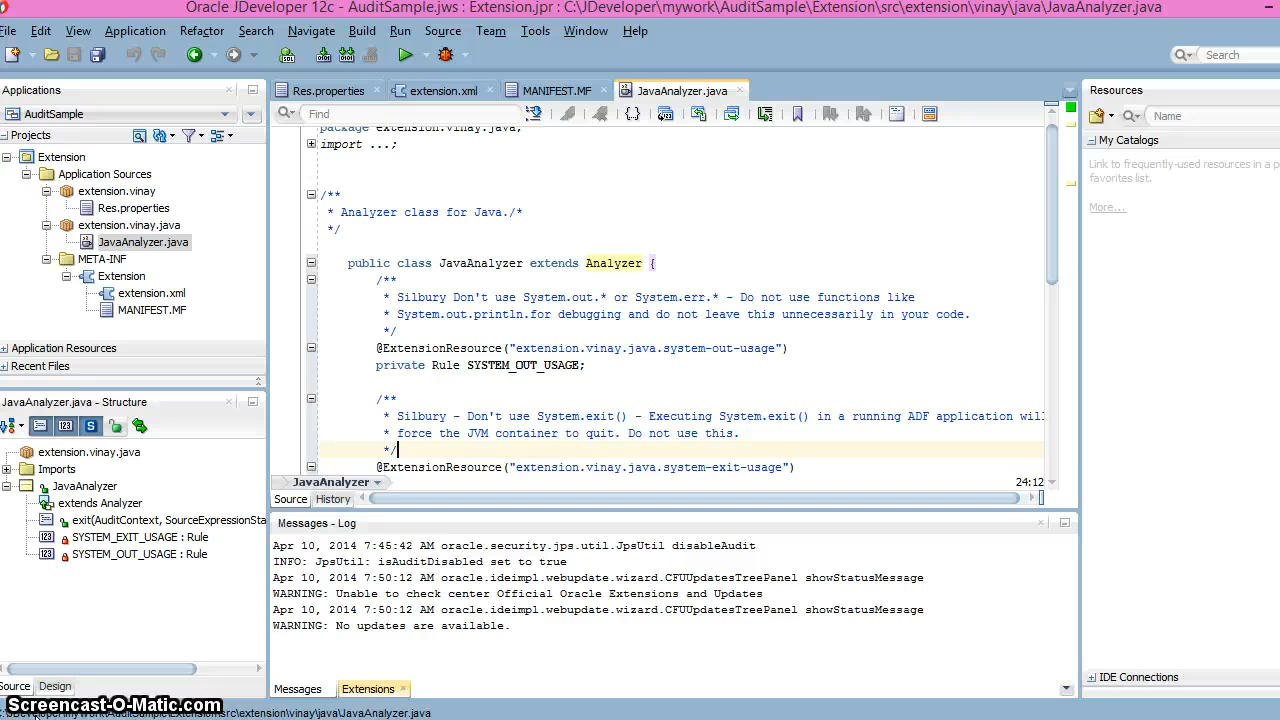 Oracle JDeveloper 12c - AuditSample.jws : Extension.jpr : C:\JDeveloper\mywork\AuditSample\Extension\src\extension\vinay\java\JavaAnalyzer.java
File Edit View Application Refactor Search Navigate Build Run Source Team Tools Window Help
Search
Applications
AuditSample
Projects
Extension
Application Sources
extension.vinay
Res.properties
extension.vinay.java
JavaAnalyzer.java
META-INF
Extension
extension.xml
MANIFEST.MF
Application Resources
Recent Files
JavaAnalyzer.java - Structure
extension.vinay.java
Imports
JavaAnalyzer
extends Analyzer
exit(AuditContext, SourceExpressionSta
SYSTEM_EXIT_USAGE : Rule
SYSTEM_OUT_USAGE : Rule
Source Design
Res.properties extension.xml MANIFEST.MF JavaAnalyzer.java
Find
package extension.vinay.java;
import ...;
/**
* Analyzer class for Java./*
*/
public class JavaAnalyzer extends Analyzer {
/**
* Silbury Don't use System.out.* or System.err.* - Do not use functions like
* System.out.println.for debugging and do not leave this unnecessarily in your code.
*/
@ExtensionResource("extension.vinay.java.system-out-usage")
private Rule SYSTEM_OUT_USAGE;
/**
* Silbury - Don't use System.exit() - Executing System.exit() in a running ADF application will
* force the JVM container to quit. Do not use this.
*/
@ExtensionResource("extension.vinay.java.system-exit-usage")
JavaAnalyzer
24:12
Source History
Messages - Log
Apr 10, 2014 7:45:42 AM oracle.security.jps.util.JpsUtil disableAudit
INFO: JpsUtil: isAuditDisabled set to true
Apr 10, 2014 7:50:12 AM oracle.ideimpl.webupdate.wizard.CFUUpdatesTreePanel showStatusMessage
WARNING: Unable to check center Official Oracle Extensions and Updates
Apr 10, 2014 7:50:12 AM oracle.ideimpl.webupdate.wizard.CFUUpdatesTreePanel showStatusMessage
WARNING: No updates are available.
Messages Extensions
Resources
Name
My Catalogs
Link to frequently-used resources in a p
favorites list.
More...
IDE Connections
Screencast-O-Matic.com